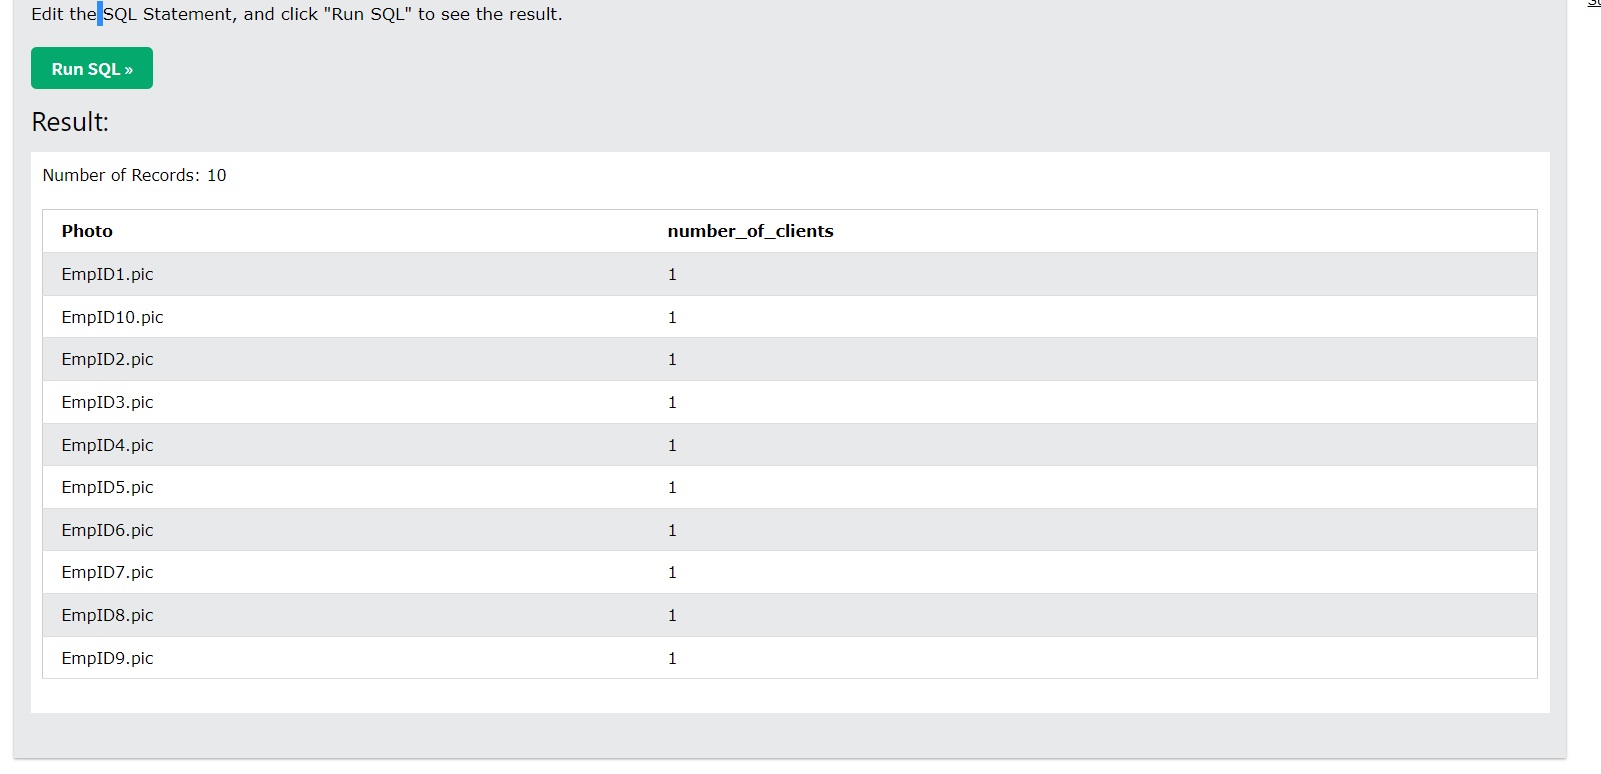 Edit the SQL Statement, and click "Run SQL" to see the result.
Run SQL »
Result:
Number of Records: 10
Photo number_of_clients
EmpID1.pic 1
EmpID10.pic 1
EmpID2.pic 1
EmpID3.pic 1
EmpID4.pic 1
EmpID5.pic 1
EmpID6.pic 1
EmpID7.pic 1
EmpID8.pic 1
EmpID9.pic 1